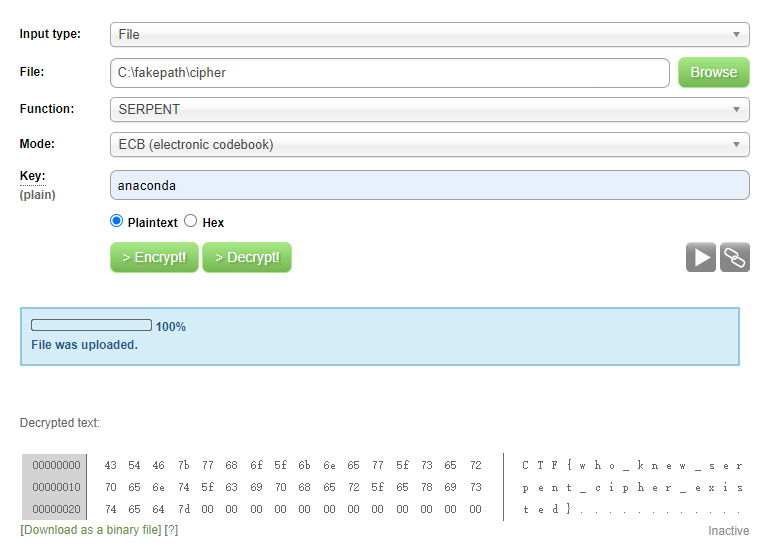 Input type: File
File: C:\fakepath\cipher Browse
Function: SERPENT
Mode: ECB (electronic codebook)
Key: anaconda
(plain)
Plaintext Hex
> Encrypt! > Decrypt!
100%
File was uploaded.
Decrypted text:
00000000 43 54 46 7b 77 68 6f 5f 6b 6e 65 77 5f 73 65 72 C T F { w h o _ k n e w _ s e r
00000010 70 65 6e 74 5f 63 69 70 68 65 72 5f 65 78 69 73 p e n t _ c i p h e r _ e x i s
00000020 74 65 64 7d 00 00 00 00 00 00 00 00 00 00 00 00 t e d } . . . . . . . . . . . .
[Download as a binary file] [?] Inactive